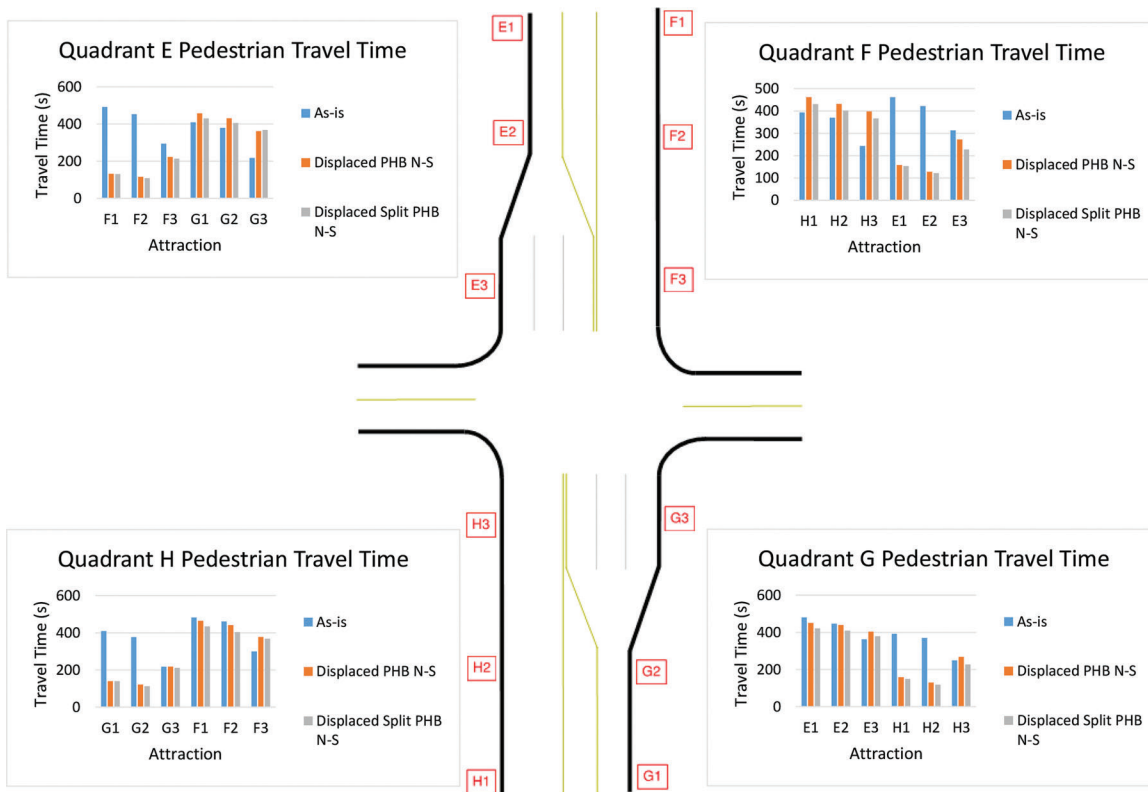 E1
F1
Quadrant E Pedestrian Travel Time
Travel Time (s)
600
400
200
0
F1 F2 F3 G1 G2 G3
Attraction
As-is
Displaced PHB N-S
Displaced Split PHB
N-S
E2
F2
Quadrant F Pedestrian Travel Time
Travel Time (s)
500
400
300
200
100
0
H1 H2 H3 E1 E2 E3
Attraction
As-is
Displaced PHB N-S
Displaced Split PHB
N-S
E3
F3
H3
G3
Quadrant H Pedestrian Travel Time
Travel Time (s)
600
400
200
0
G1 G2 G3 F1 F2 F3
Attraction
As-is
Displaced PHB N-S
Displaced Split PHB
N-S
H2
G2
Quadrant G Pedestrian Travel Time
Travel Time (s)
600
400
200
0
E1 E2 E3 H1 H2 H3
Attraction
As-is
Displaced PHB N-S
Displaced Split PHB
N-S
H1
G1